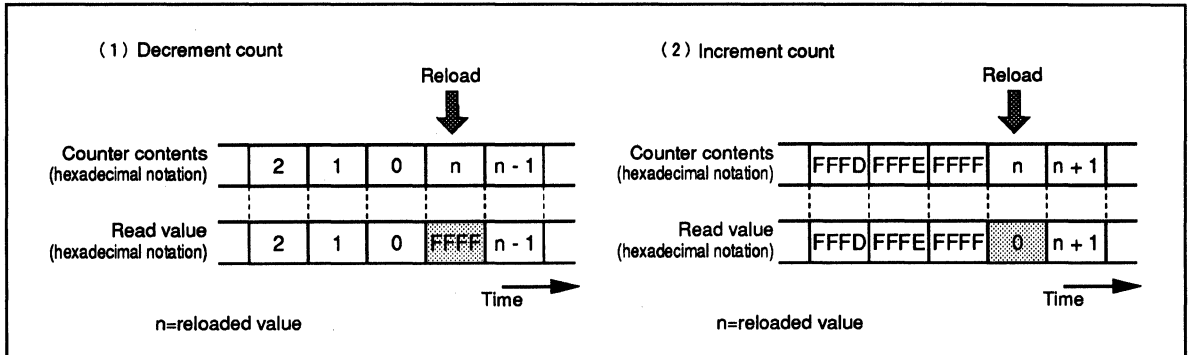 (1) Decrement count
Reload
Counter contents
(hexadecimal notation)
2 1 0 n n - 1
Read value
(hexadecimal notation)
2 1 0 FFFF n - 1
Time
n=reloaded value
(2) Increment count
Reload
Counter contents
(hexadecimal notation)
FFFD FFFE FFFF n n + 1
Read value
(hexadecimal notation)
FFFD FFFE FFFF 0 n + 1
Time
n=reloaded value